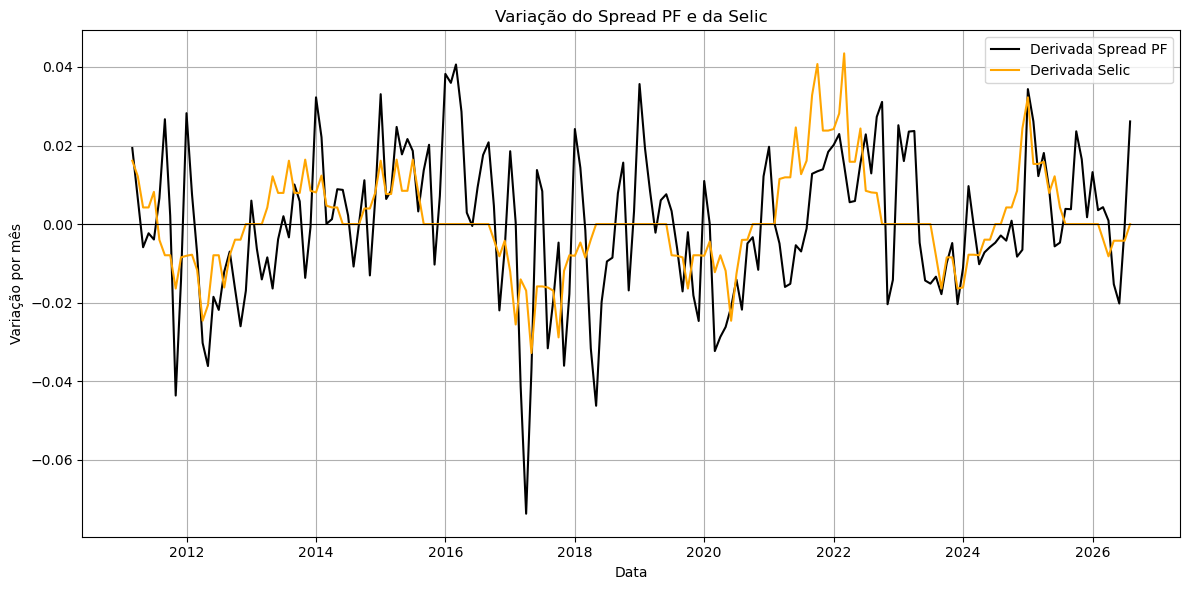 Variação do Spread PF e da Selic
Derivada Spread PF
Derivada Selic
Variação por mês
0.04
0.02
0.00
−0.02
−0.04
−0.06
2012 2014 2016 2018 2020 2022 2024 2026
Data